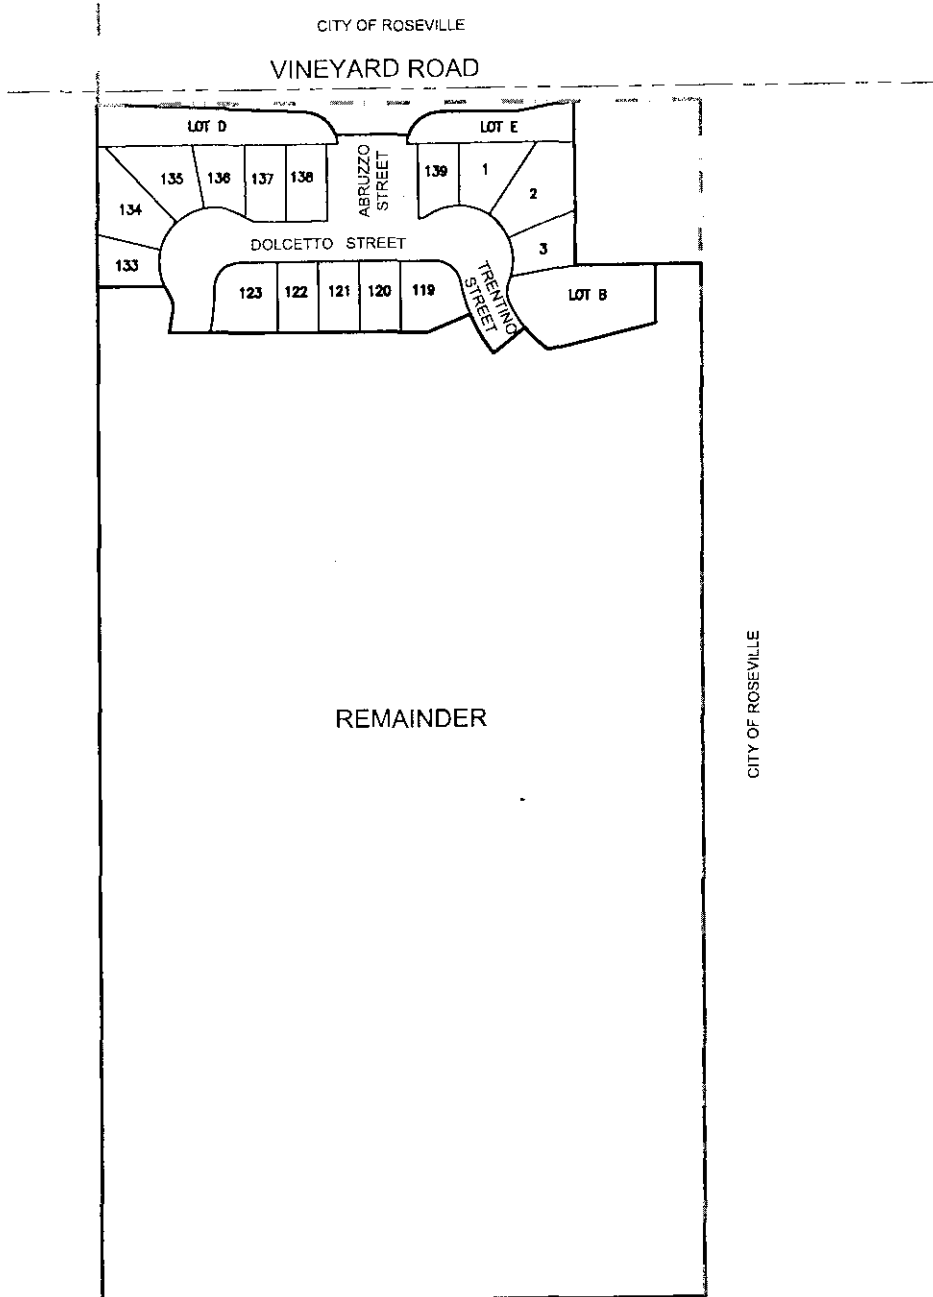 CITY OF ROSEVILLE
VINEYARD ROAD
LOT D
LOT E
ABRUZZO
STREET
134
135
136
137
138
139
1
2
3
133
DOLCETTO STREET
TRENTINO
STREET
123
122
121
120
119
LOT B
REMAINDER
CITY OF ROSEVILLE